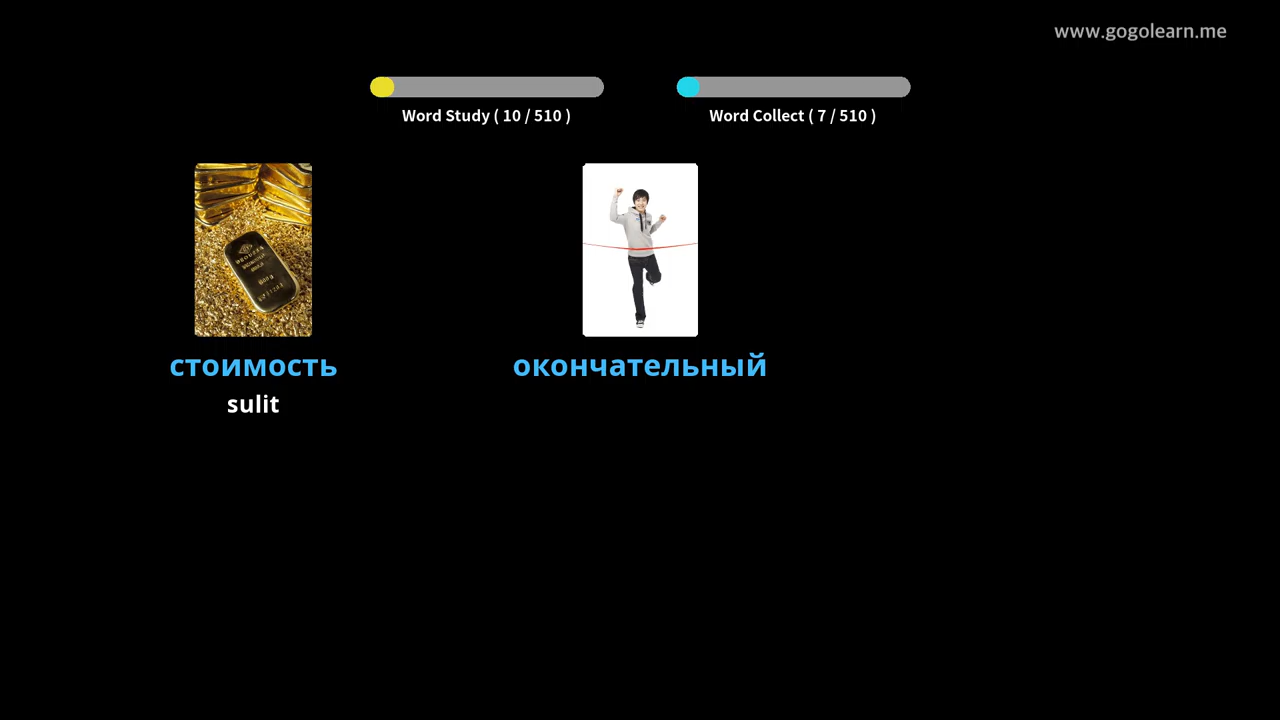 www.gogolearn.me
Word Study ( 10 / 510 )
Word Collect ( 7 / 510 )
стоимость
sulit
окончательный